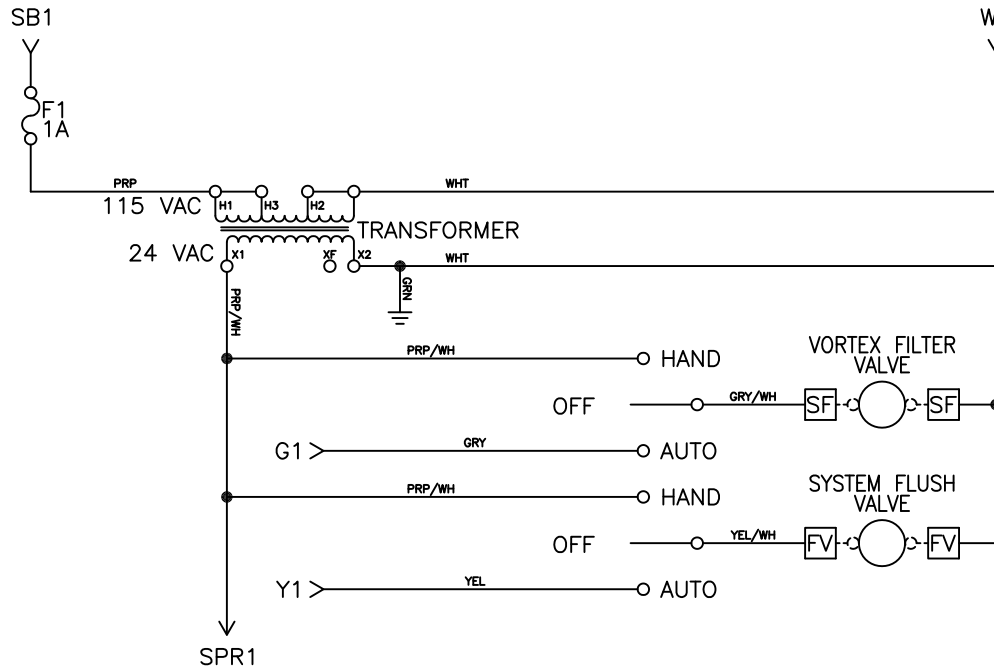 SB1
W
F1
1A
PRP
WHT
115 VAC
H1
H3
H2
TRANSFORMER
24 VAC
X1
XF
X2
WHT
GRN
PRP/WH
PRP/WH
HAND
VORTEX FILTER
VALVE
OFF
GRY/WH
SF
SF
G1
GRY
AUTO
PRP/WH
HAND
SYSTEM FLUSH
VALVE
OFF
YEL/WH
FV
FV
Y1
YEL
AUTO
SPR1